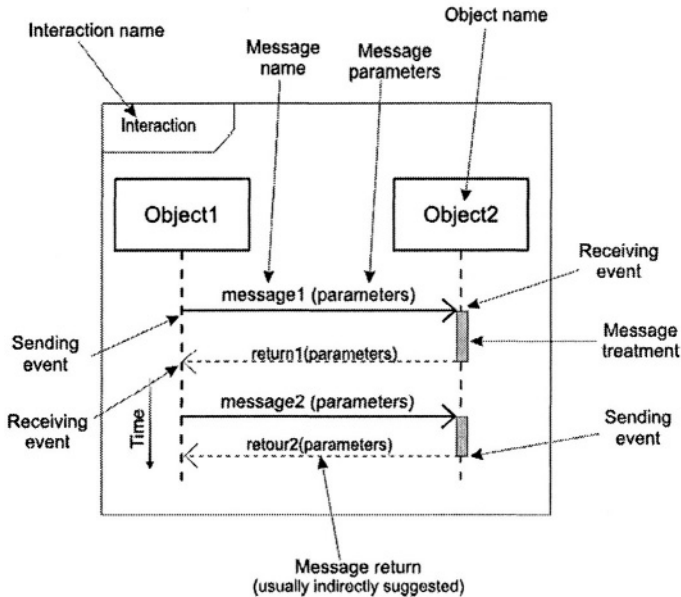 Object name
Interaction name
Message
name
Message
parameters
Interaction
Object1
Object2
Receiving
event
message1 (parameters)
Sending
event
Message
treatment
return1(parameters)
Receiving
event
Time
message2 (parameters)
Sending
event
retour2(parameters)
Message return
(usually indirectly suggested)